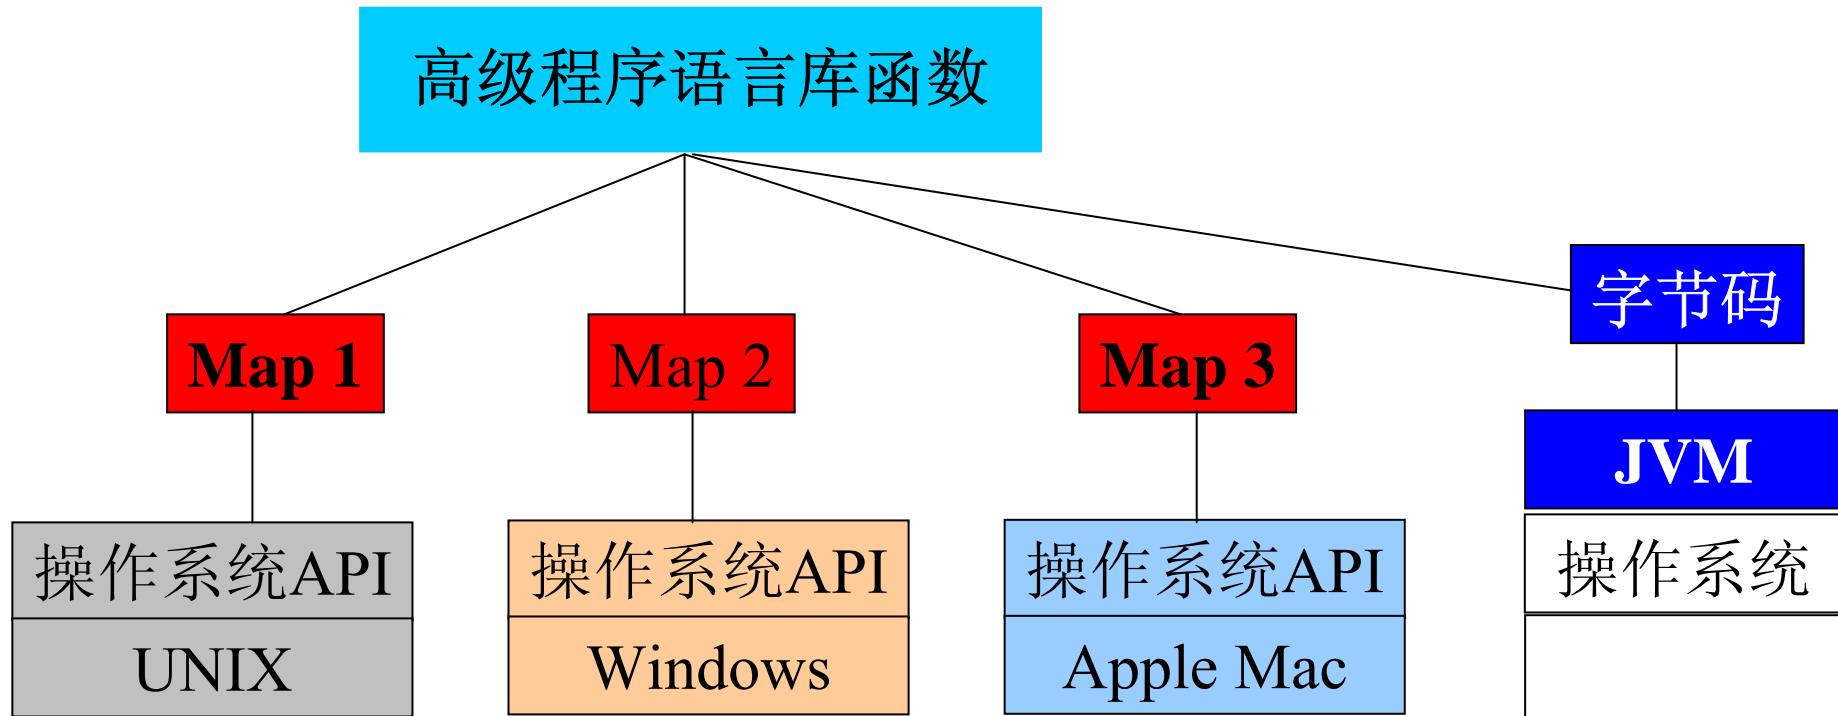 高级程序语言库函数
字节码
Map 1
Map 2
Map 3
JVM
操作系统API
操作系统API
操作系统API
操作系统
UNIX
Windows
Apple Mac